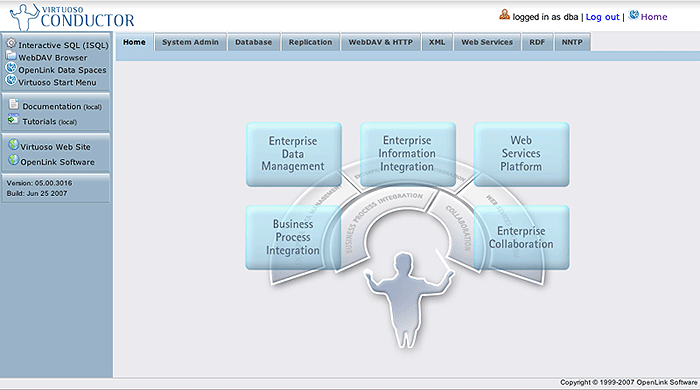 VIRTUOSO
CONDUCTOR
logged in as dba | Log out | Home
Home System Admin Database Replication WebDAV & HTTP XML Web Services RDF NNTP
Interactive SQL (ISQL)
WebDAV Browser
OpenLink Data Spaces
Virtuoso Start Menu
Documentation (local)
Tutorials (local)
Virtuoso Web Site
OpenLink Software
Version: 05.00.3016
Build: Jun 25 2007
Enterprise
Data
Management
Enterprise
Information
Integration
Web
Services
Platform
Business
Process
Integration
Enterprise
Collaboration
BUSINESS PROCESS INTEGRATION
COLLABORATION
Copyright © 1999-2007 OpenLink Software